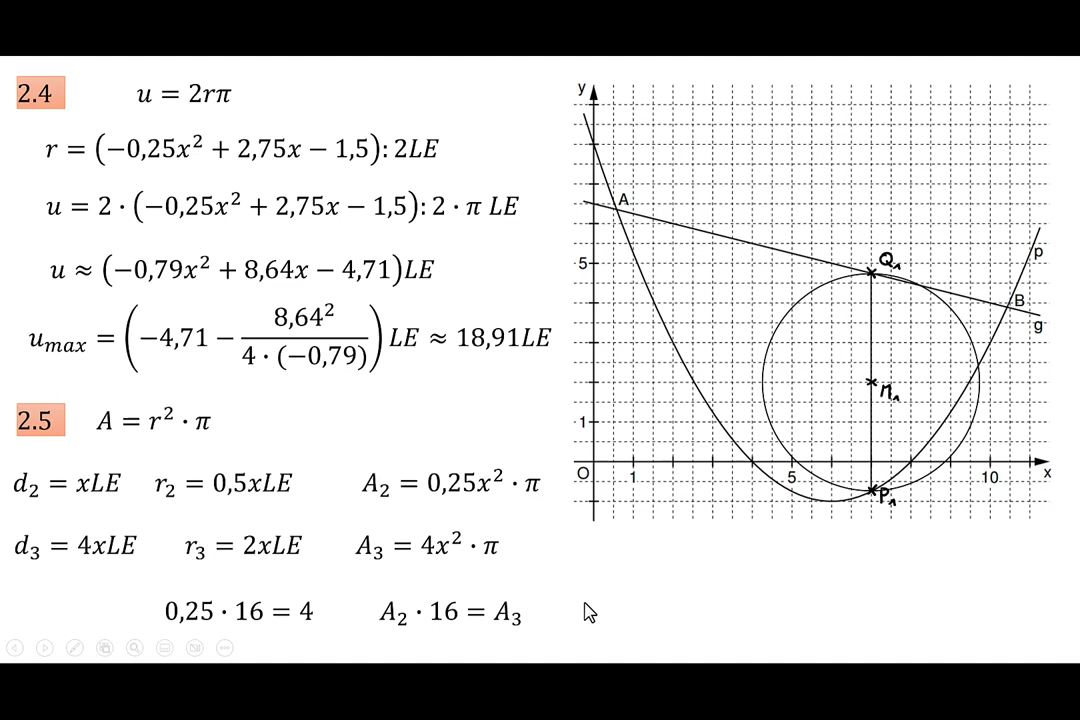 2.4 u = 2rπ
r = (−0,25x² + 2,75x − 1,5): 2LE
u = 2 · (−0,25x² + 2,75x − 1,5): 2 · π LE
u ≈ (−0,79x² + 8,64x − 4,71)LE
u_max = (−4,71 − 8,64² / (4 · (−0,79))) LE ≈ 18,91LE
2.5 A = r² · π
d₂ = xLE r₂ = 0,5xLE A₂ = 0,25x² · π
d₃ = 4xLE r₃ = 2xLE A₃ = 4x² · π
0,25 · 16 = 4 A₂ · 16 = A₃
y
A
Q₁
p
5
B
g
M₁
1
O 1 5 10 x
P₁